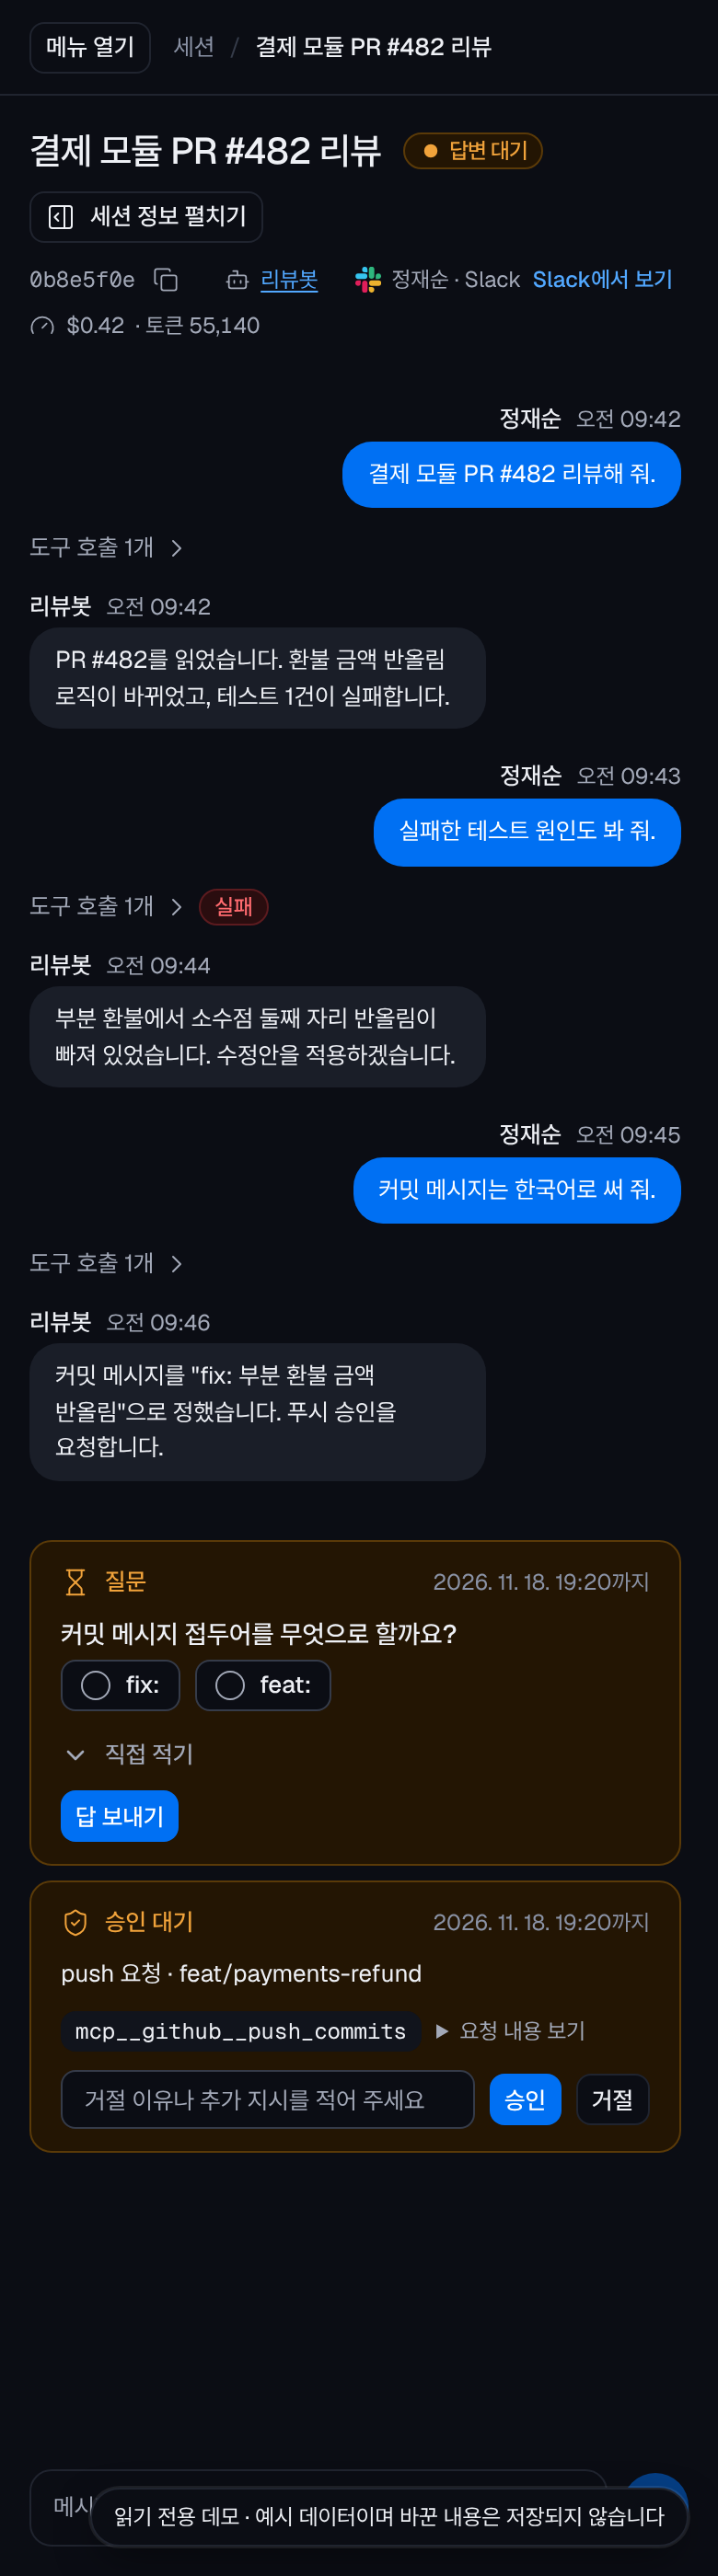 메뉴 열기 세션 / 결제 모듈 PR #482 리뷰
결제 모듈 PR #482 리뷰 답변 대기
세션 정보 펼치기
0b8e5f0e 리뷰봇 정재순 · Slack Slack에서 보기
$0.42 · 토큰 55,140
정재순 오전 09:42
결제 모듈 PR #482 리뷰해 줘.
도구 호출 1개
리뷰봇 오전 09:42
PR #482를 읽었습니다. 환불 금액 반올림
로직이 바뀌었고, 테스트 1건이 실패합니다.
정재순 오전 09:43
실패한 테스트 원인도 봐 줘.
도구 호출 1개 실패
리뷰봇 오전 09:44
부분 환불에서 소수점 둘째 자리 반올림이
빠져 있었습니다. 수정안을 적용하겠습니다.
정재순 오전 09:45
커밋 메시지는 한국어로 써 줘.
도구 호출 1개
리뷰봇 오전 09:46
커밋 메시지를 "fix: 부분 환불 금액
반올림"으로 정했습니다. 푸시 승인을
요청합니다.
질문 2026. 11. 18. 19:20까지
커밋 메시지 접두어를 무엇으로 할까요?
fix: feat:
직접 적기
답 보내기
승인 대기 2026. 11. 18. 19:20까지
push 요청 · feat/payments-refund
mcp__github__push_commits ▶ 요청 내용 보기
거절 이유나 추가 지시를 적어 주세요 승인 거절
읽기 전용 데모 · 예시 데이터이며 바꾼 내용은 저장되지 않습니다